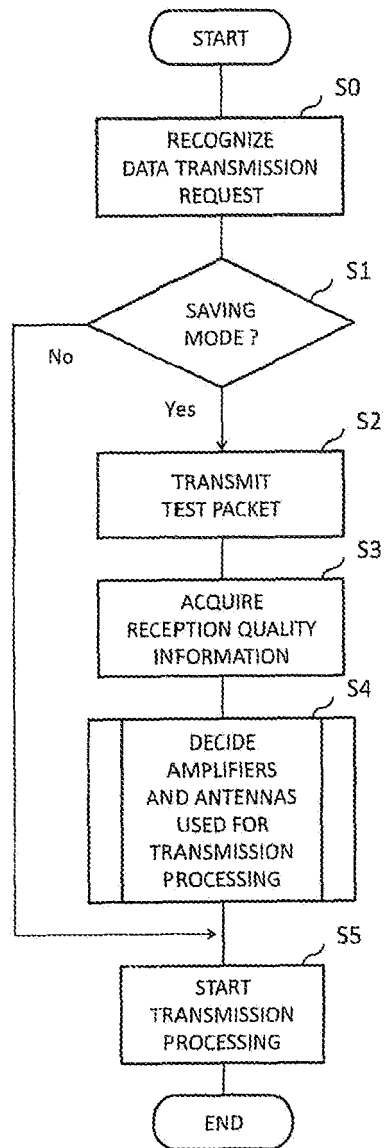 START
S0
RECOGNIZE
DATA TRANSMISSION
REQUEST
S1
SAVING
MODE ?
No
Yes
S2
TRANSMIT
TEST PACKET
S3
ACQUIRE
RECEPTION QUALITY
INFORMATION
S4
DECIDE
AMPLIFIERS
AND ANTENNAS
USED FOR
TRANSMISSION
PROCESSING
S5
START
TRANSMISSION
PROCESSING
END